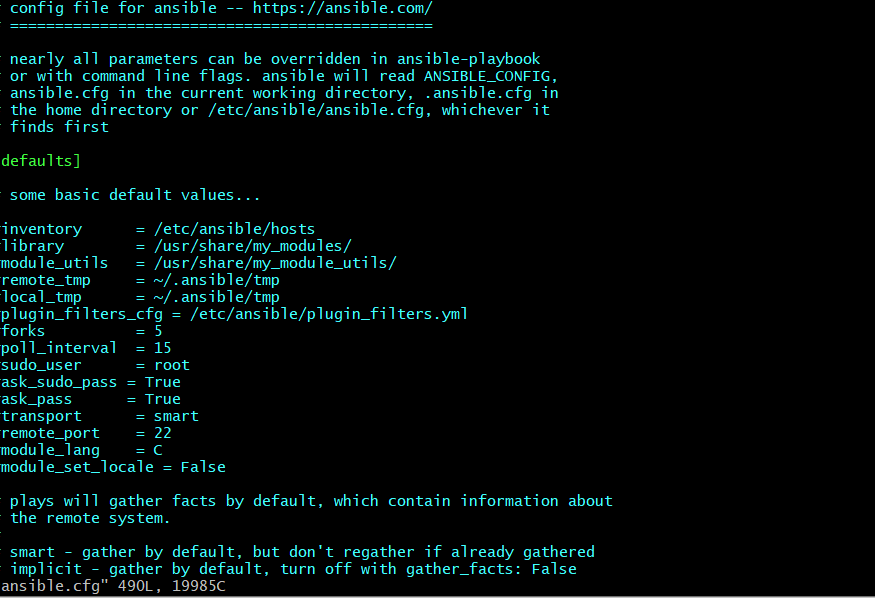 config file for ansible -- https://ansible.com/
===============================================
nearly all parameters can be overridden in ansible-playbook
or with command line flags. ansible will read ANSIBLE_CONFIG,
ansible.cfg in the current working directory, .ansible.cfg in
the home directory or /etc/ansible/ansible.cfg, whichever it
finds first
defaults]
some basic default values...
inventory      = /etc/ansible/hosts
library        = /usr/share/my_modules/
module_utils   = /usr/share/my_module_utils/
remote_tmp     = ~/.ansible/tmp
local_tmp      = ~/.ansible/tmp
plugin_filters_cfg = /etc/ansible/plugin_filters.yml
forks          = 5
poll_interval  = 15
sudo_user      = root
ask_sudo_pass = True
ask_pass      = True
transport      = smart
remote_port    = 22
module_lang    = C
module_set_locale = False
plays will gather facts by default, which contain information about
the remote system.
smart - gather by default, but don't regather if already gathered
implicit - gather by default, turn off with gather_facts: False
ansible.cfg" 490L, 19985C